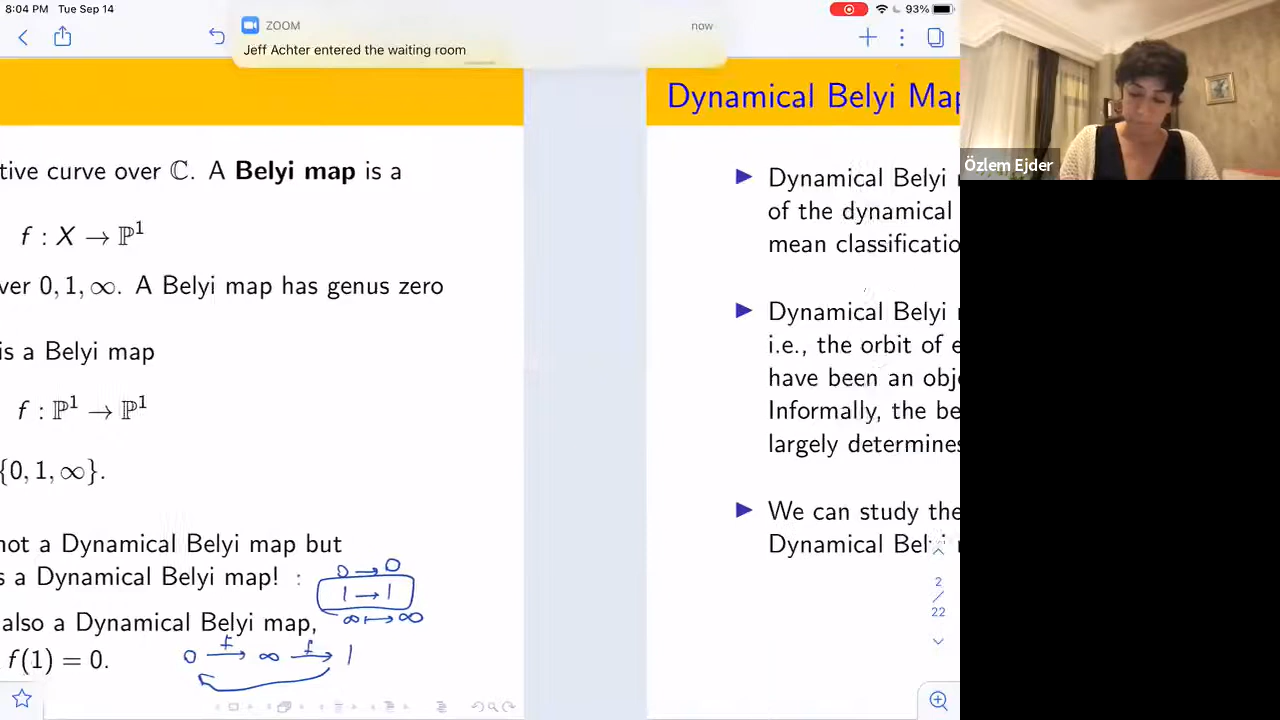 8:04 PM Tue Sep 14
93%
ZOOM
now
Jeff Achter entered the waiting room
tive curve over ℂ. A Belyi map is a
f : X → ℙ¹
ver 0, 1, ∞. A Belyi map has genus zero
is a Belyi map
f : ℙ¹ → ℙ¹
{0, 1, ∞}.
not a Dynamical Belyi map but
s a Dynamical Belyi map! :
0 → 0
1 → 1
∞ ↦ ∞
also a Dynamical Belyi map,
f(1) = 0.
0 f→ ∞ f→ 1
Dynamical Belyi Map
▶ Dynamical Belyi
of the dynamical
mean classificatio
▶ Dynamical Belyi
i.e., the orbit of e
have been an obj
Informally, the be
largely determines
▶ We can study the
Dynamical Bel
2
/
22
Özlem Ejder